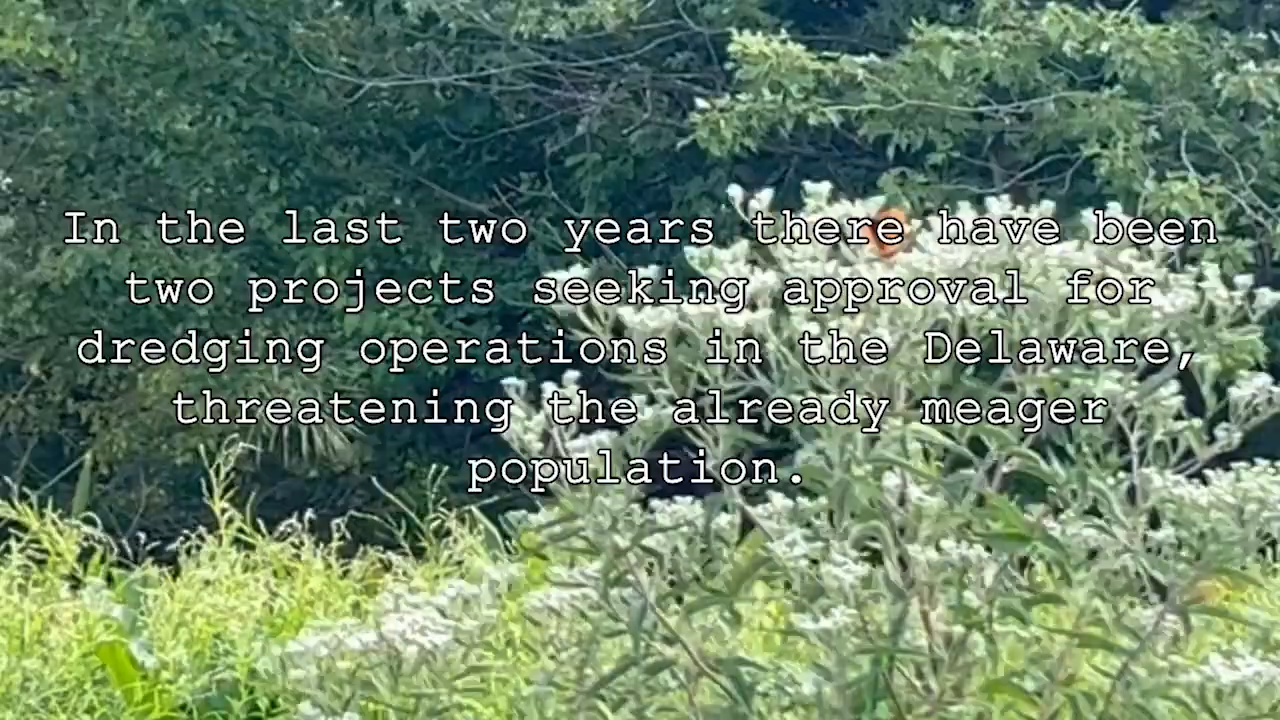 In the last two years there have been
two projects seeking approval for
dredging operations in the Delaware,
threatening the already meager
population.